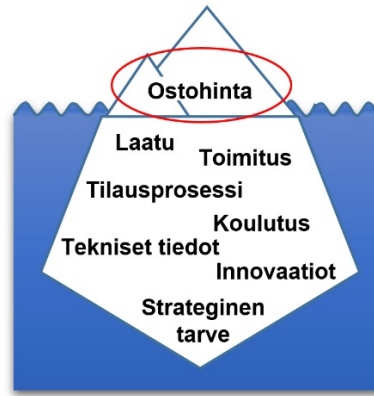 Ostohinta
Laatu
Toimitus
Tilausprosessi
Koulutus
Tekniset tiedot
Innovaatiot
Strateginen
tarve